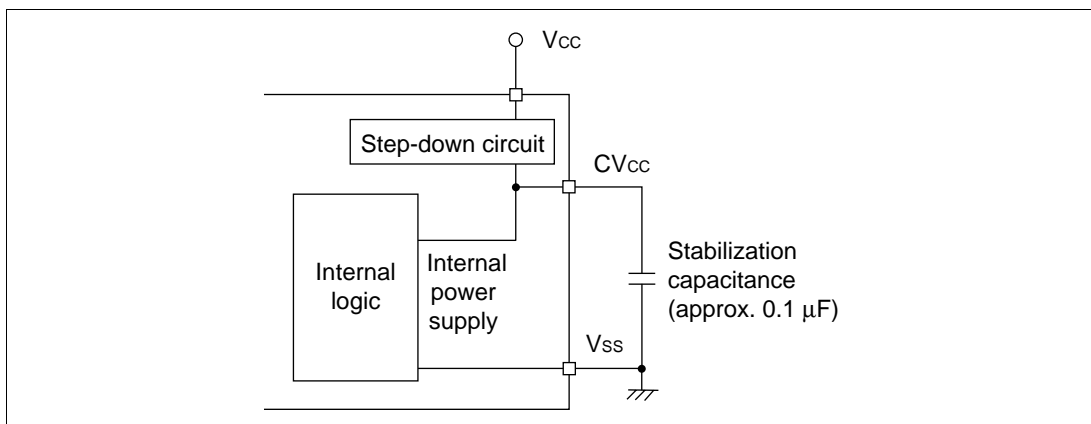 Vcc
Step-down circuit
CVcc
Internal
logic
Internal
power
supply
Stabilization
capacitance
(approx. 0.1 μF)
Vss